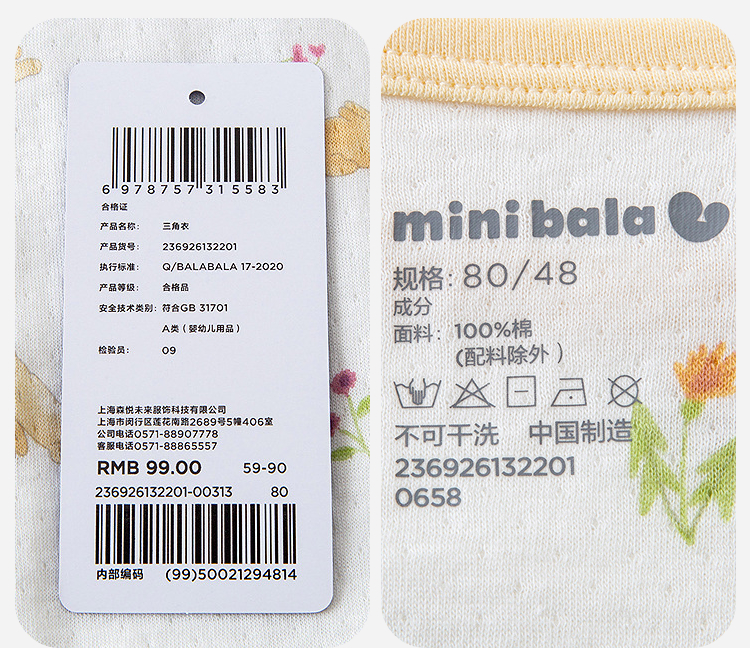 6 978757 315583
合格证
产品名称: 三角衣
产品货号: 236926132201
执行标准: Q/BALABALA 17-2020
产品等级: 合格品
安全技术类别: 符合GB 31701
A类（婴幼儿用品）
检验员: 09
上海森悦未来服饰科技有限公司
上海市闵行区莲花南路2689号5幢406室
公司电话0571-88907778
客服电话0571-88865557
RMB 99.00 59-90
236926132201-00313 80
内部编码 (99)50021294814
mini bala
规格: 80/48
成分
面料: 100%棉
(配料除外)
不可干洗 中国制造
236926132201
0658